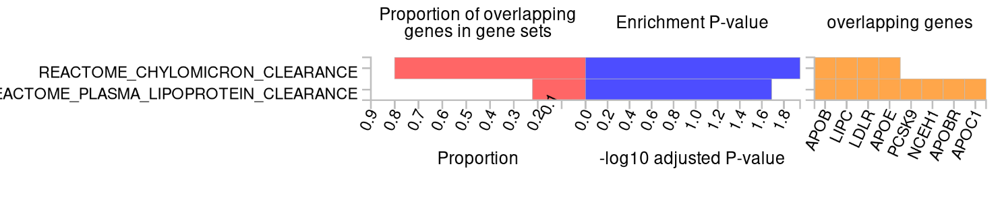 Proportion of overlapping
genes in gene sets
Enrichment P-value
overlapping genes
REACTOME_CHYLOMICRON_CLEARANCE
EACTOME_PLASMA_LIPOPROTEIN_CLEARANCE
0.9 0.8 0.7 0.6 0.5 0.4 0.3 0.2 0.1
0.0 0.2 0.4 0.6 0.8 1.0 1.2 1.4 1.6 1.8
APOB LIPC LDLR APOE PCSK9 NCEH1 APOBR APOC1
Proportion
-log10 adjusted P-value